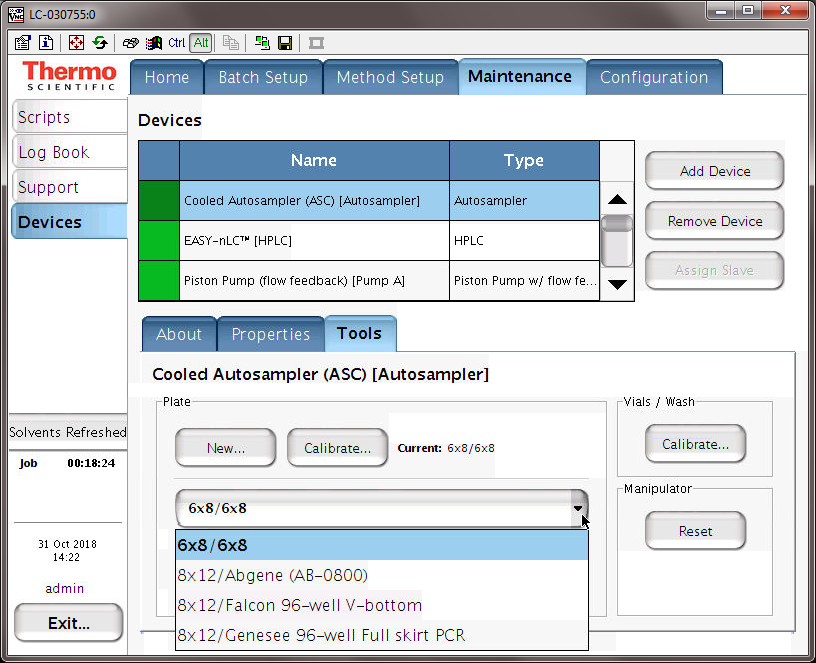 LC-030755:0
Ctrl Alt
Thermo
SCIENTIFIC
Home Batch Setup Method Setup Maintenance Configuration
Scripts
Log Book
Support
Devices
Devices
Name Type
Cooled Autosampler (ASC) [Autosampler] Autosampler
EASY-nLC™ [HPLC] HPLC
Piston Pump (flow feedback) [Pump A] Piston Pump w/ flow fe...
Add Device
Remove Device
Assign Slave
About Properties Tools
Cooled Autosampler (ASC) [Autosampler]
Plate
New... Calibrate... Current: 6x8/6x8
6x8/6x8
6x8/6x8
8x12/Abgene (AB-0800)
8x12/Falcon 96-well V-bottom
8x12/Genesee 96-well Full skirt PCR
Vials / Wash
Calibrate...
Manipulator
Reset
Solvents Refreshed
Job 00:18:24
31 Oct 2018
14:22
admin
Exit...